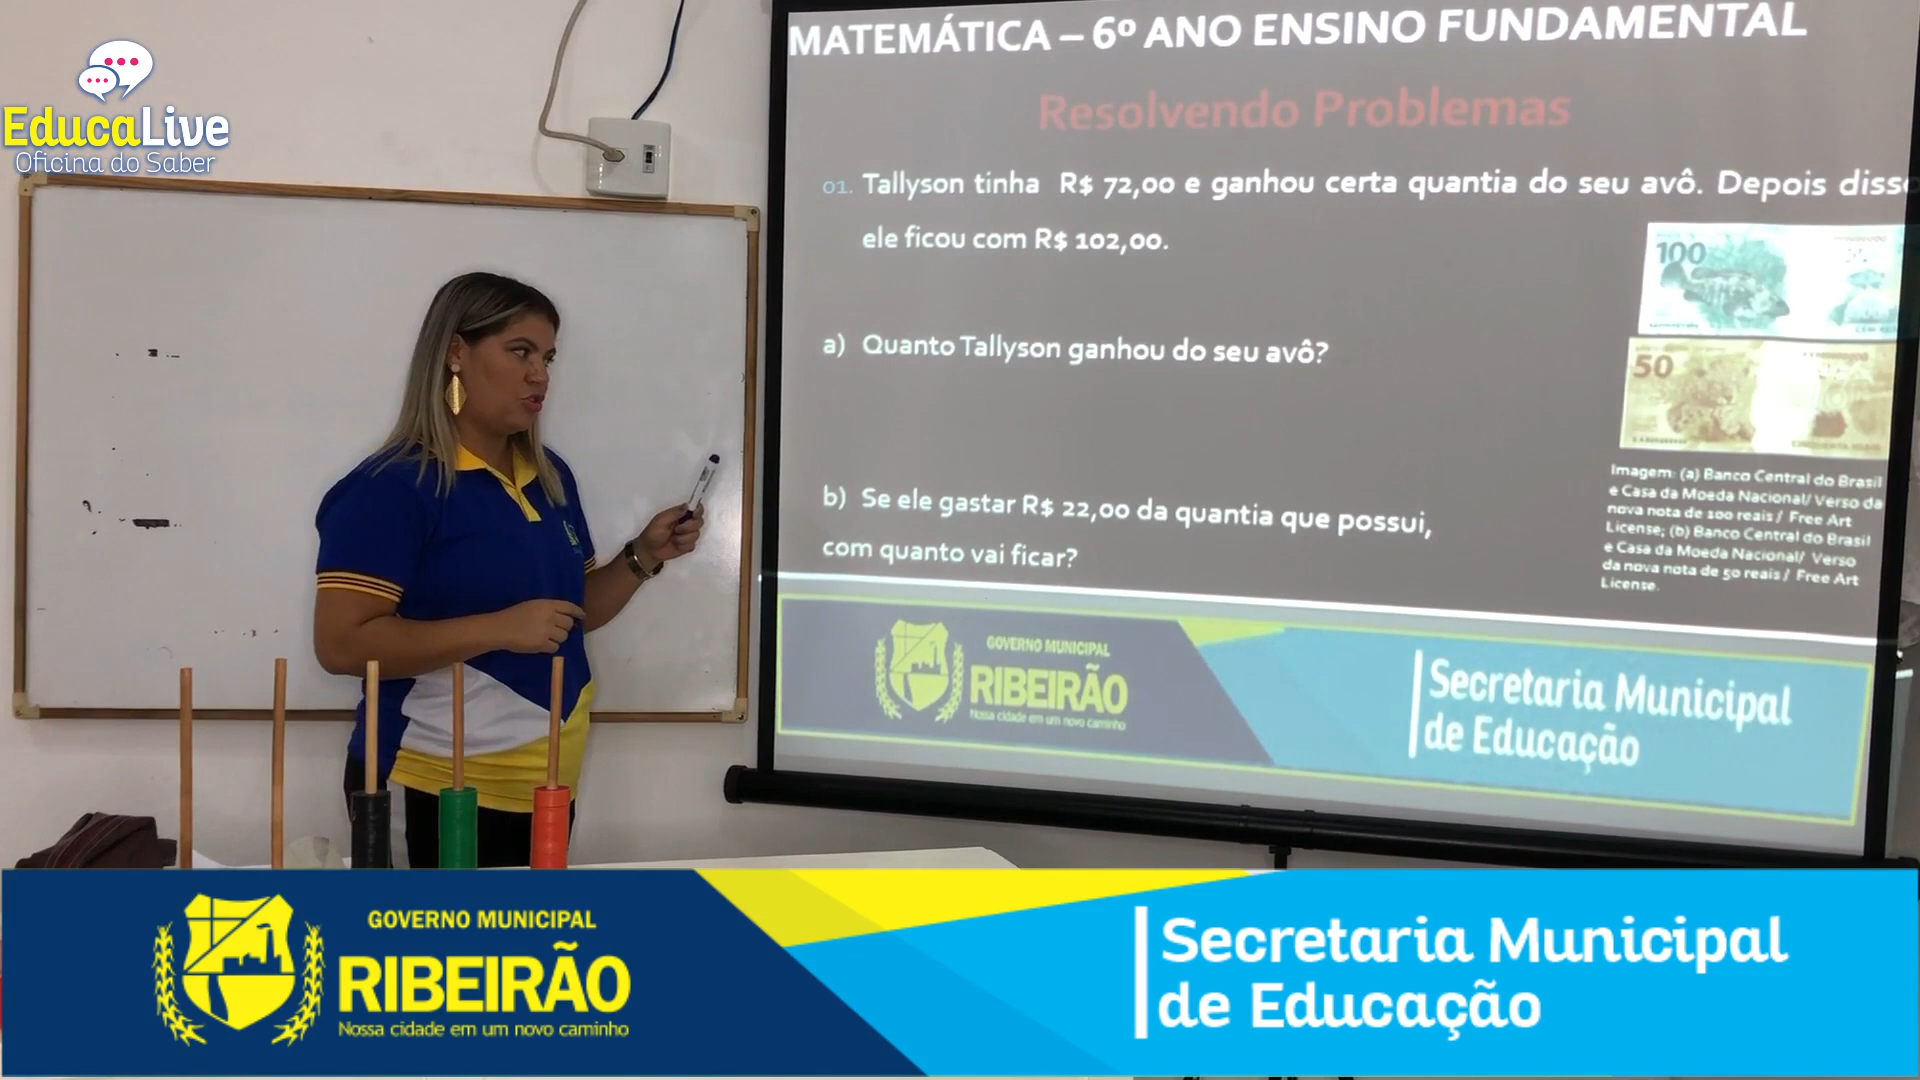 EducaLive
Oficina do Saber
MATEMÁTICA – 6º ANO ENSINO FUNDAMENTAL
Resolvendo Problemas
01. Tallyson tinha R$ 72,00 e ganhou certa quantia do seu avô. Depois disso
ele ficou com R$ 102,00.
100
50
a) Quanto Tallyson ganhou do seu avô?
b) Se ele gastar R$ 22,00 da quantia que possui,
com quanto vai ficar?
Imagem: (a) Banco Central do Brasil
e Casa da Moeda Nacional/ Verso da
nova nota de 100 reais / Free Art
License; (b) Banco Central do Brasil
e Casa da Moeda Nacional/ Verso
da nova nota de 50 reais / Free Art
License.
GOVERNO MUNICIPAL
RIBEIRÃO
Nossa cidade em um novo caminho
Secretaria Municipal
de Educação
GOVERNO MUNICIPAL
RIBEIRÃO
Nossa cidade em um novo caminho
Secretaria Municipal
de Educação